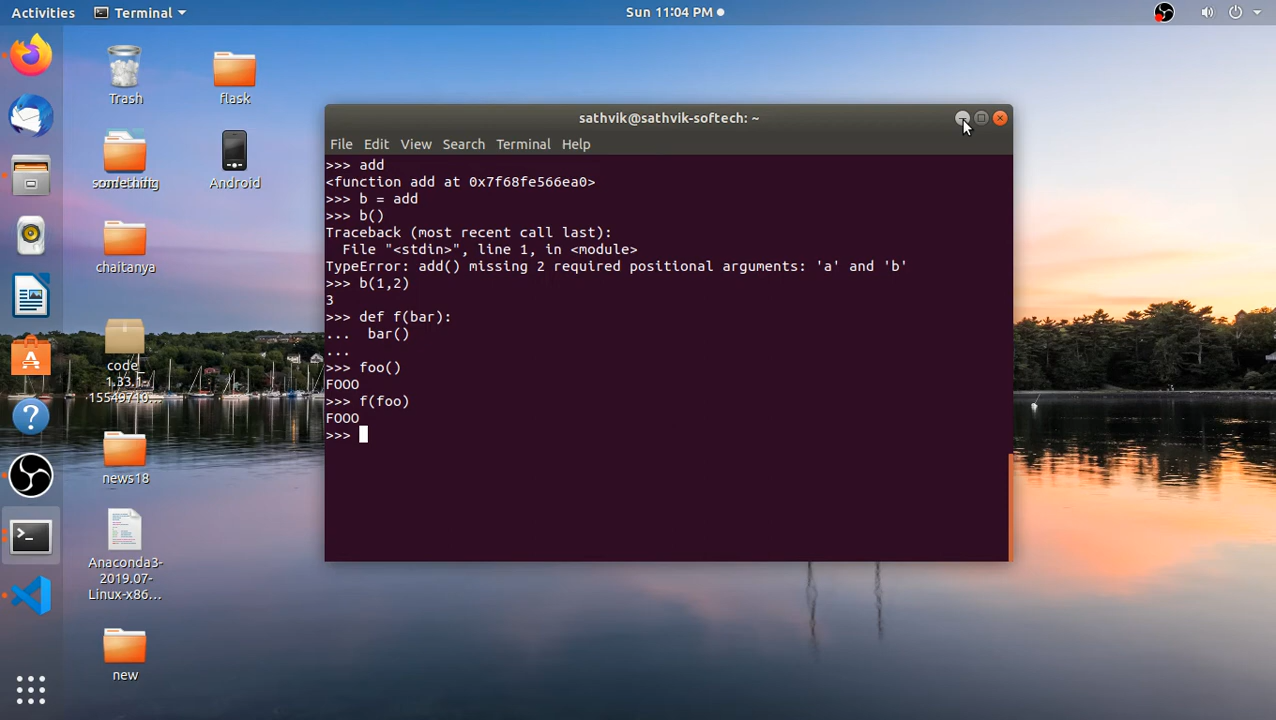 Activities
Terminal
Sun 11:04 PM
Trash
flask
Android
chaitanya
code_
1.33.1-
15549719...
news18
Anaconda3-
2019.07-
Linux-x86...
new
sathvik@sathvik-softech: ~
File Edit View Search Terminal Help
>>> add
<function add at 0x7f68fe566ea0>
>>> b = add
>>> b()
Traceback (most recent call last):
  File "<stdin>", line 1, in <module>
TypeError: add() missing 2 required positional arguments: 'a' and 'b'
>>> b(1,2)
3
>>> def f(bar):
...  bar()
...
>>> foo()
FOOO
>>> f(foo)
FOOO
>>>